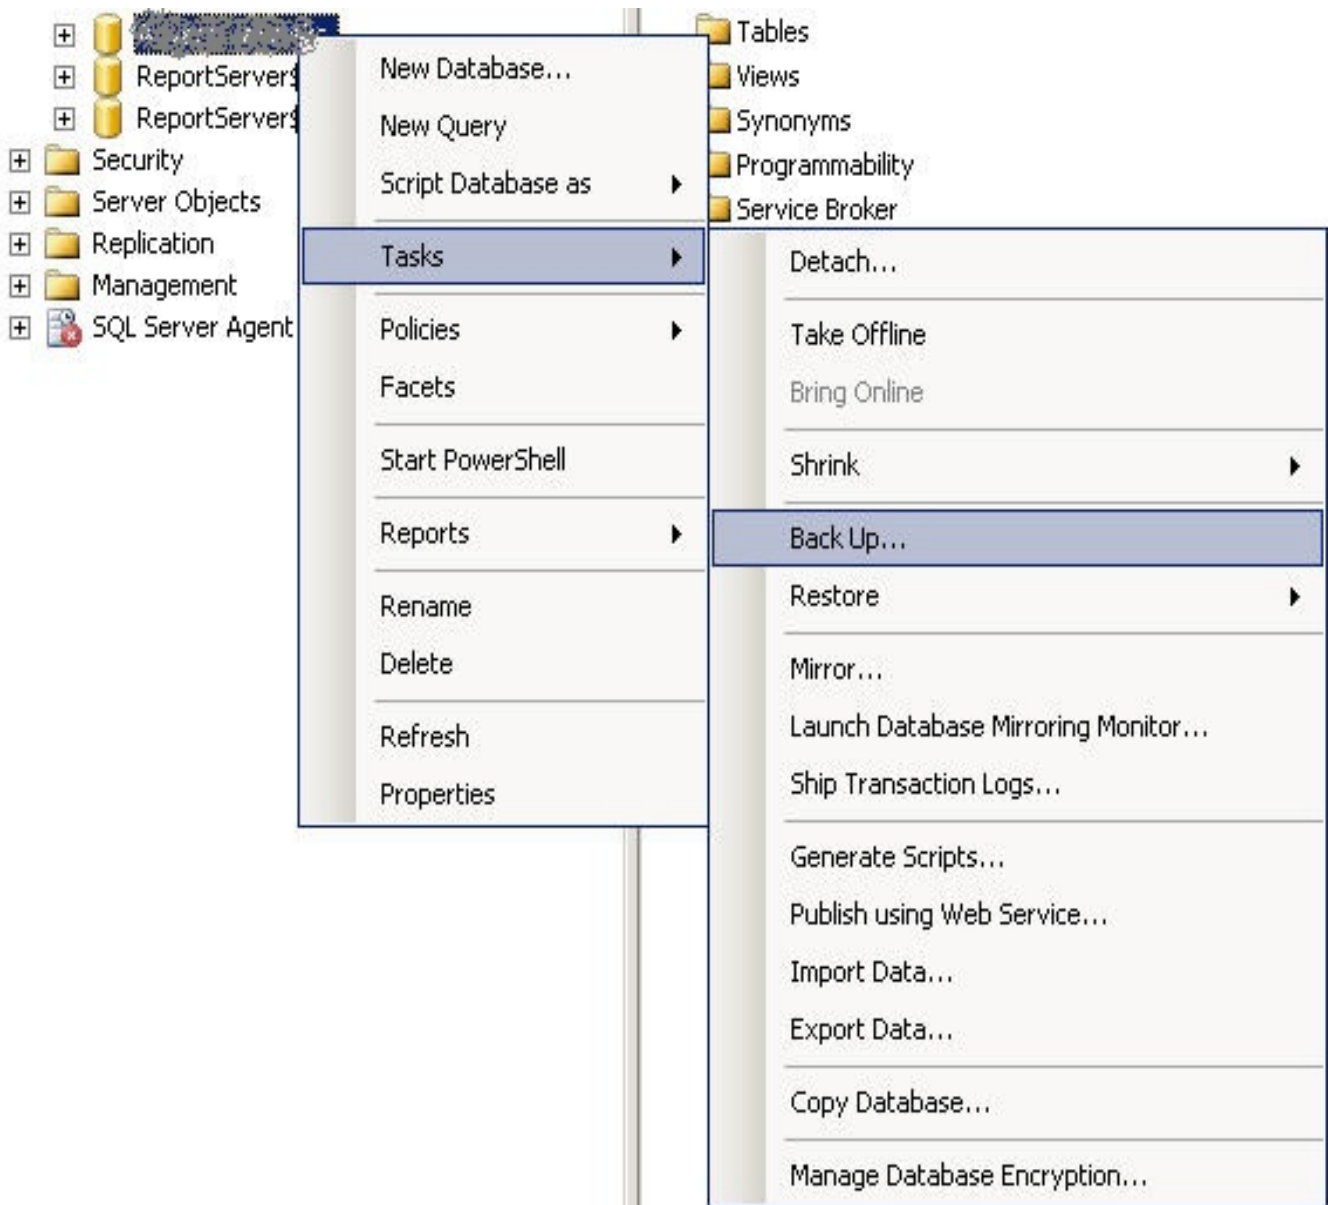 ReportServer$
ReportServer$
Security
Server Objects
Replication
Management
SQL Server Agent
New Database...
New Query
Script Database as
Tasks
Policies
Facets
Start PowerShell
Reports
Rename
Delete
Refresh
Properties
Tables
Views
Synonyms
Programmability
Service Broker
Detach...
Take Offline
Bring Online
Shrink
Back Up...
Restore
Mirror...
Launch Database Mirroring Monitor...
Ship Transaction Logs...
Generate Scripts...
Publish using Web Service...
Import Data...
Export Data...
Copy Database...
Manage Database Encryption...